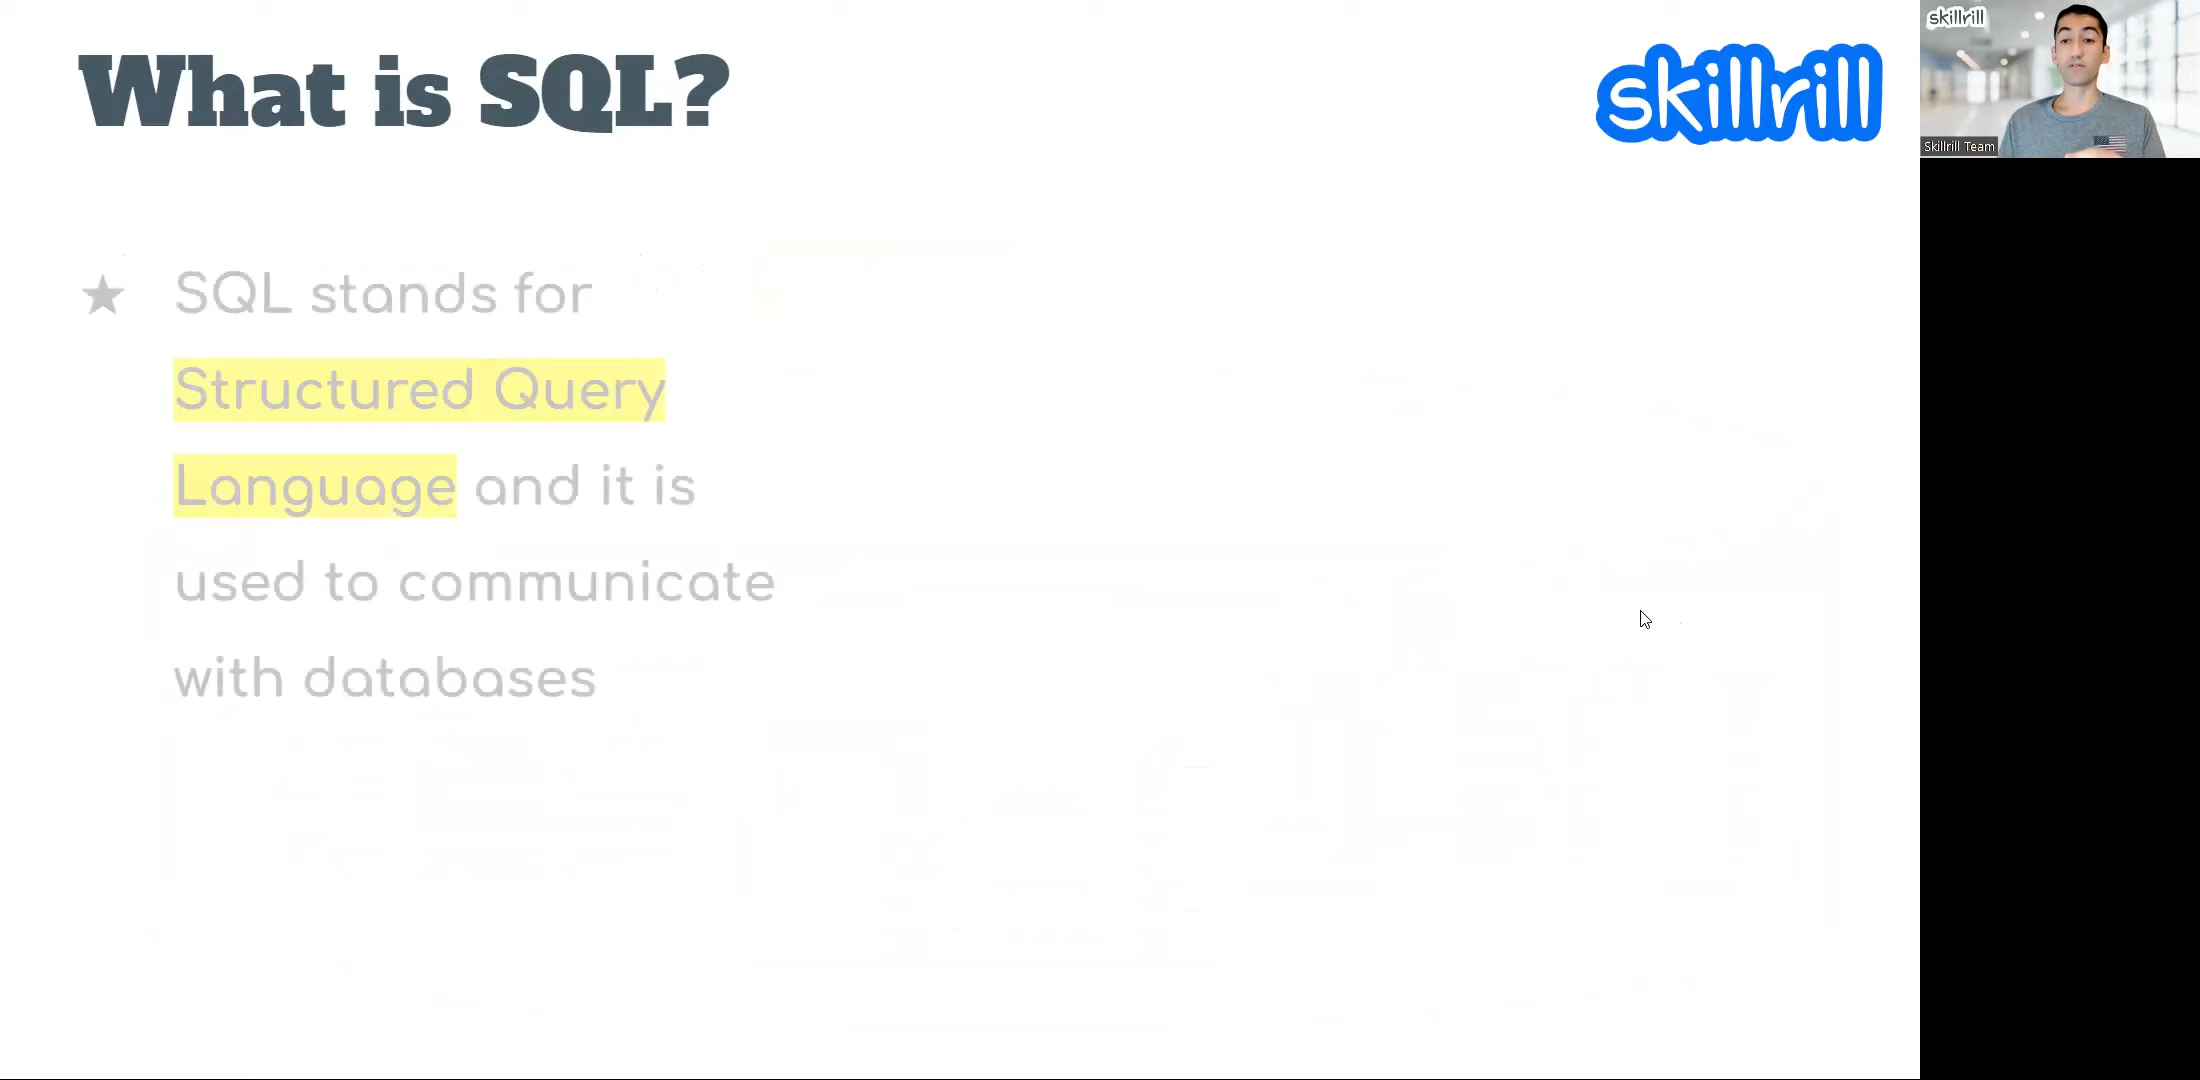 What is SQL?
skillrill
skillrill
Skillrill Team
★ SQL stands for
Structured Query
Language and it is
used to communicate
with databases